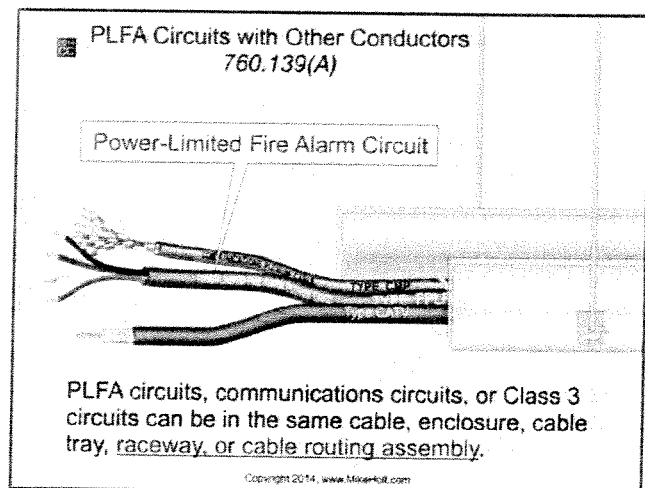 PLFA Circuits with Other Conductors
760.139(A)
Power-Limited Fire Alarm Circuit
TYPE CMP
CATV
PLFA circuits, communications circuits, or Class 3
circuits can be in the same cable, enclosure, cable
tray, raceway, or cable routing assembly.
Copyright 2014, www.MikeHolt.com